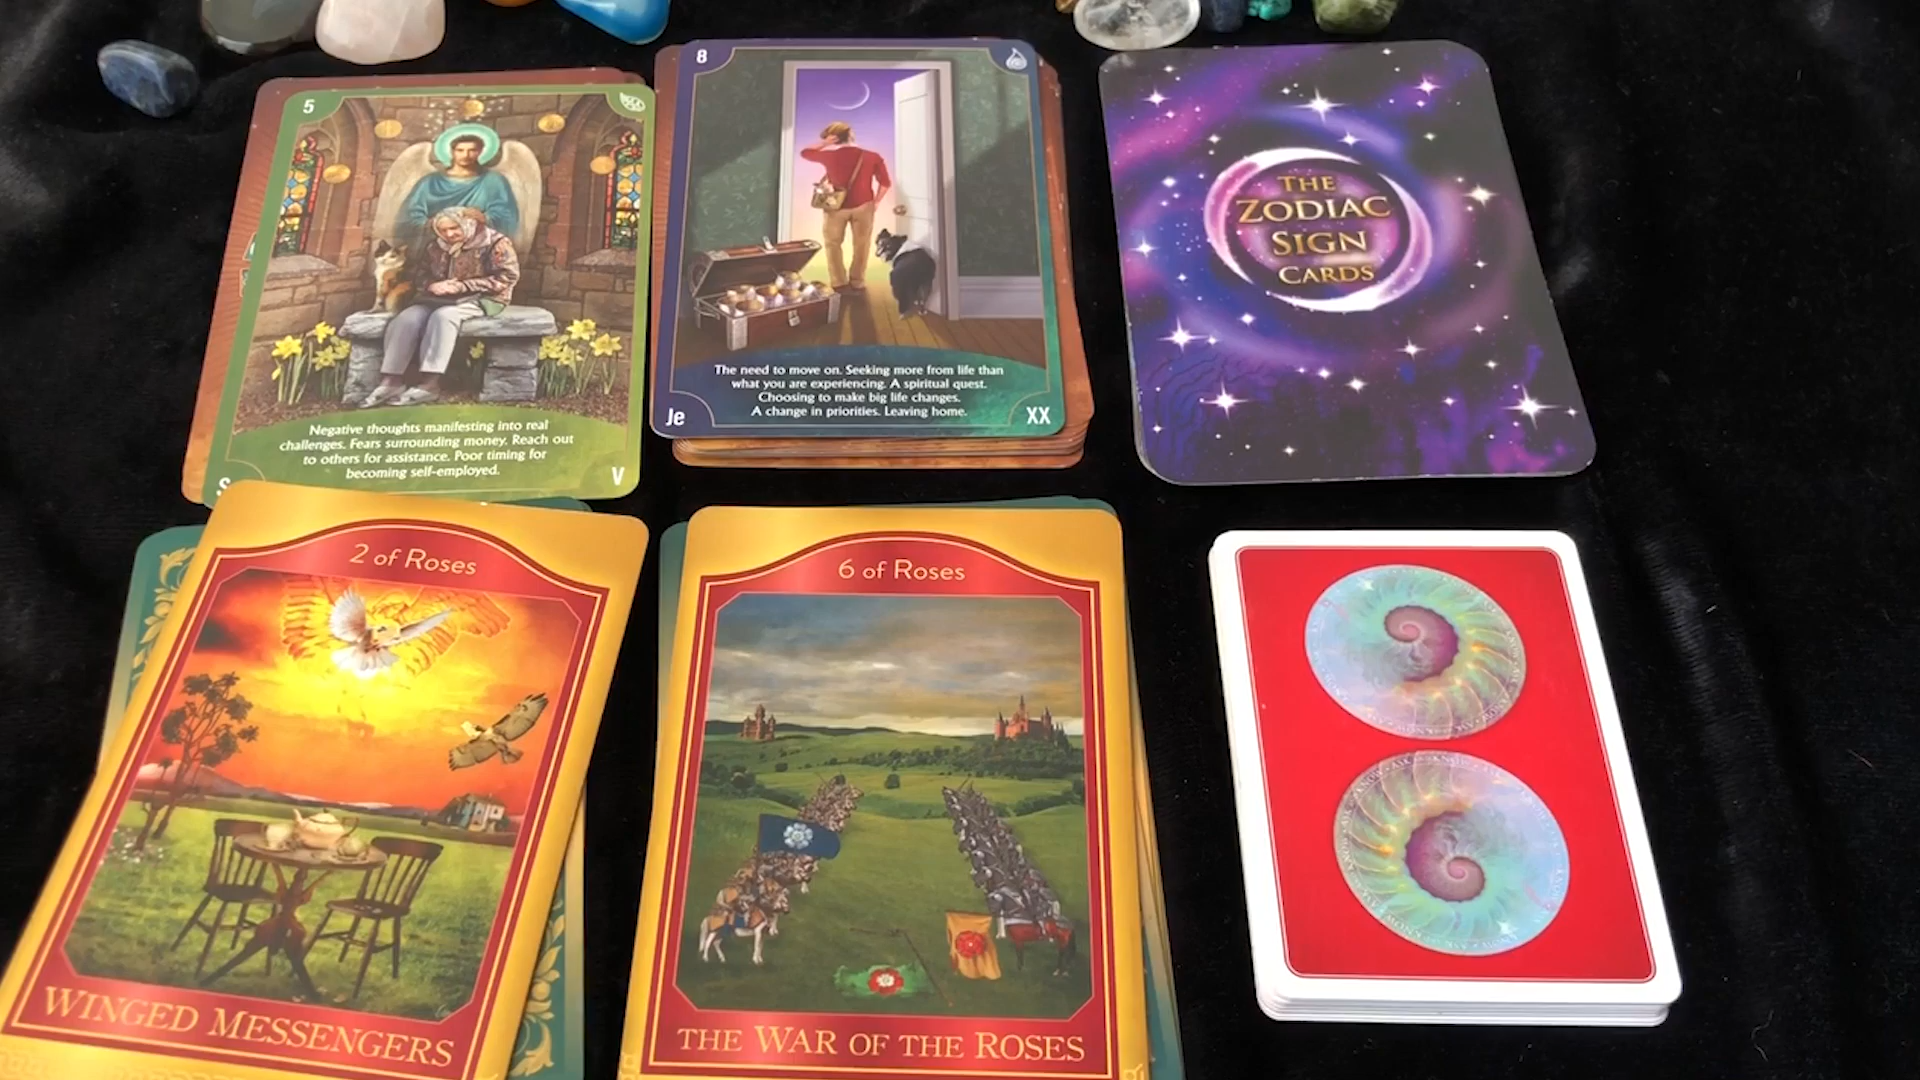 5
Negative thoughts manifesting into real
challenges. Fears surrounding money. Reach out
to others for assistance. Poor timing for
becoming self-employed.
V
8
The need to move on. Seeking more from life than
what you are experiencing. A spiritual quest.
Choosing to make big life changes.
A change in priorities. Leaving home.
Je
XX
THE
ZODIAC
SIGN
CARDS
2 of Roses
WINGED MESSENGERS
6 of Roses
THE WAR OF THE ROSES